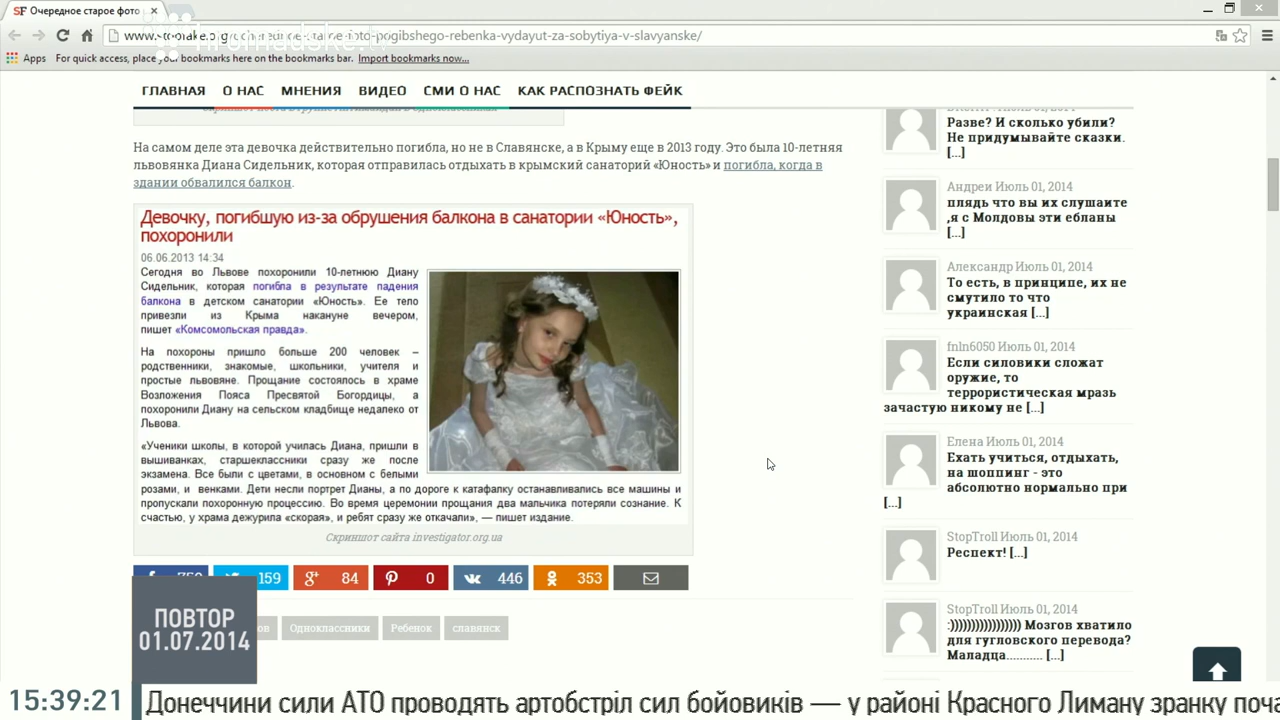 SF Очередное старое фото
hromadske.tv
-pogibshego-rebenka-vydayut-za-sobytiya-v-slavyanske/
Apps For quick access, place your bookmarks here on the bookmarks bar. Import bookmarks now...
ГЛАВНАЯ О НАС МНЕНИЯ ВИДЕО СМИ О НАС КАК РАСПОЗНАТЬ ФЕЙК
На самом деле эта девочка действительно погибла, но не в Славянске, а в Крыму еще в 2013 году. Это была 10-летняя
львовянка Диана Сидельник, которая отправилась отдыхать в крымский санаторий «Юность» и погибла, когда в
здании обвалился балкон.
Девочку, погибшую из-за обрушения балкона в санатории «Юность»,
похоронили
06.06.2013 14:34
Сегодня во Львове похоронили 10-летнюю Диану
Сидельник, которая погибла в результате падения
балкона в детском санатории «Юность». Ее тело
привезли из Крыма накануне вечером,
пишет «Комсомольская правда».
На похороны пришло больше 200 человек –
родственники, знакомые, школьники, учителя и
простые львовяне. Прощание состоялось в храме
Возложения Пояса Пресвятой Богородицы, а
похоронили Диану на сельском кладбище недалеко от
Львова.
«Ученики школы, в которой училась Диана, пришли в
вышиванках, старшеклассники сразу же после
экзамена. Все были с цветами, в основном с белыми
розами, и венками. Дети несли портрет Дианы, а по дороге к катафалку останавливались все машины и
пропускали похоронную процессию. Во время церемонии прощания два мальчика потеряли сознание. К
счастью, у храма дежурила «скорая», и ребят сразу же откачали», — пишет издание.
Скриншот сайта investigator.org.ua
159 84 0 446 353
ов Одноклассники Ребенок славянск
Разве? И сколько убили?
Не придумывайте сказки.
[...]
Андреи Июль 01, 2014
плядь что вы их слушаите
,я с Молдовы эти ебланы
[...]
Александр Июль 01, 2014
То есть, в принципе, их не
смутило то что
украинская [...]
fnln6050 Июль 01, 2014
Если силовики сложат
оружие, то
террористическая мразь
зачастую никому не [...]
Елена Июль 01, 2014
Ехать учиться, отдыхать,
на шоппинг - это
абсолютно нормально при
[...]
StopTroll Июль 01, 2014
Респект! [...]
StopTroll Июль 01, 2014
:)))))))))))))))) Мозгов хватило
для гугловского перевода?
Маладца........... [...]
ПОВТОР
01.07.2014
15:39:21 Донеччини сили АТО проводять артобстріл сил бойовиків — у районі Красного Лиману зранку поча